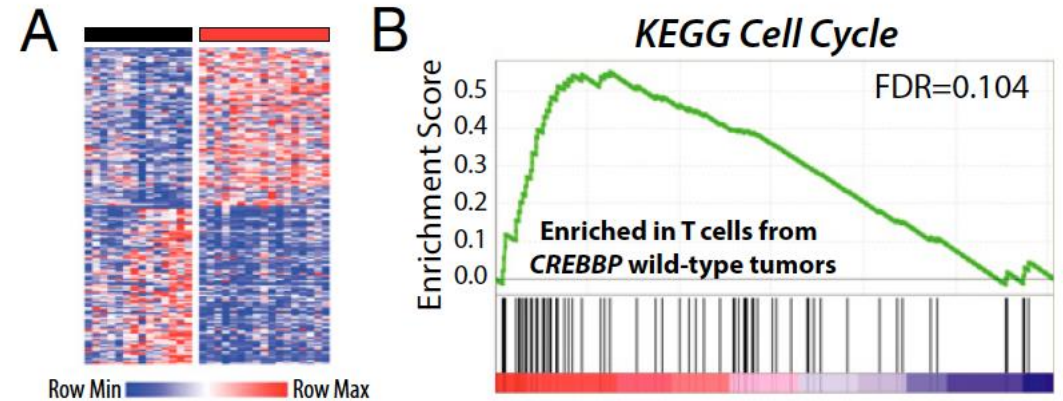 A
Row Min
Row Max
B
KEGG Cell Cycle
Enrichment Score
0.5
0.4
0.3
0.2
0.1
0.0
FDR=0.104
Enriched in T cells from
CREBBP wild-type tumors